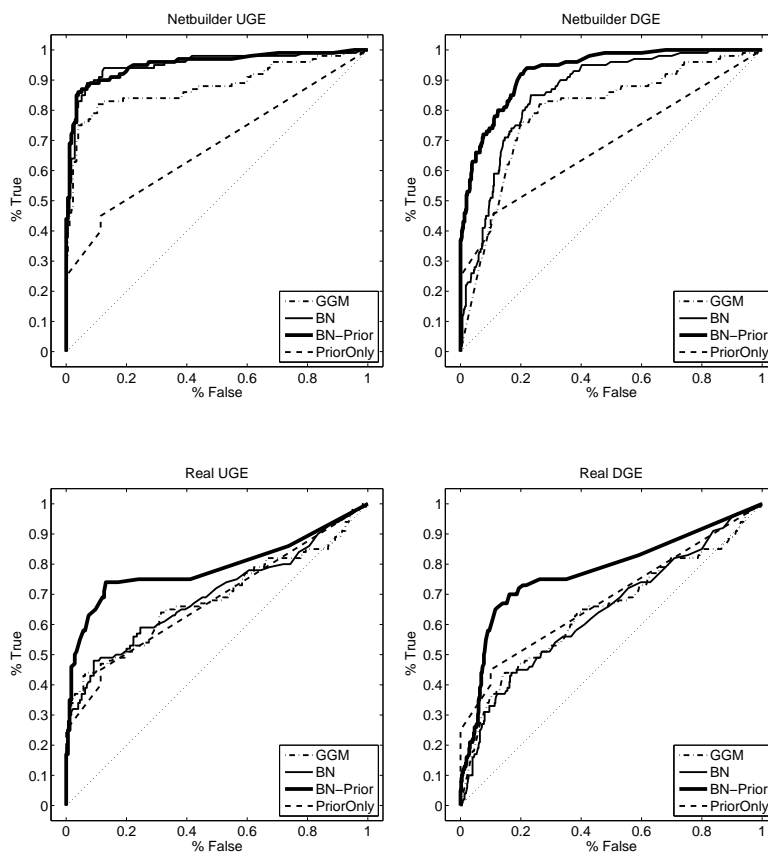 Netbuilder UGE
1
0.9
0.8
0.7
0.6
0.5
0.4
0.3
0.2
0.1
0
% True
0 0.2 0.4 0.6 0.8 1
% False
GGM
BN
BN−Prior
PriorOnly
Netbuilder DGE
1
0.9
0.8
0.7
0.6
0.5
0.4
0.3
0.2
0.1
0
% True
0 0.2 0.4 0.6 0.8 1
% False
GGM
BN
BN−Prior
PriorOnly
Real UGE
1
0.9
0.8
0.7
0.6
0.5
0.4
0.3
0.2
0.1
0
% True
0 0.2 0.4 0.6 0.8 1
% False
GGM
BN
BN−Prior
PriorOnly
Real DGE
1
0.9
0.8
0.7
0.6
0.5
0.4
0.3
0.2
0.1
0
% True
0 0.2 0.4 0.6 0.8 1
% False
GGM
BN
BN−Prior
PriorOnly